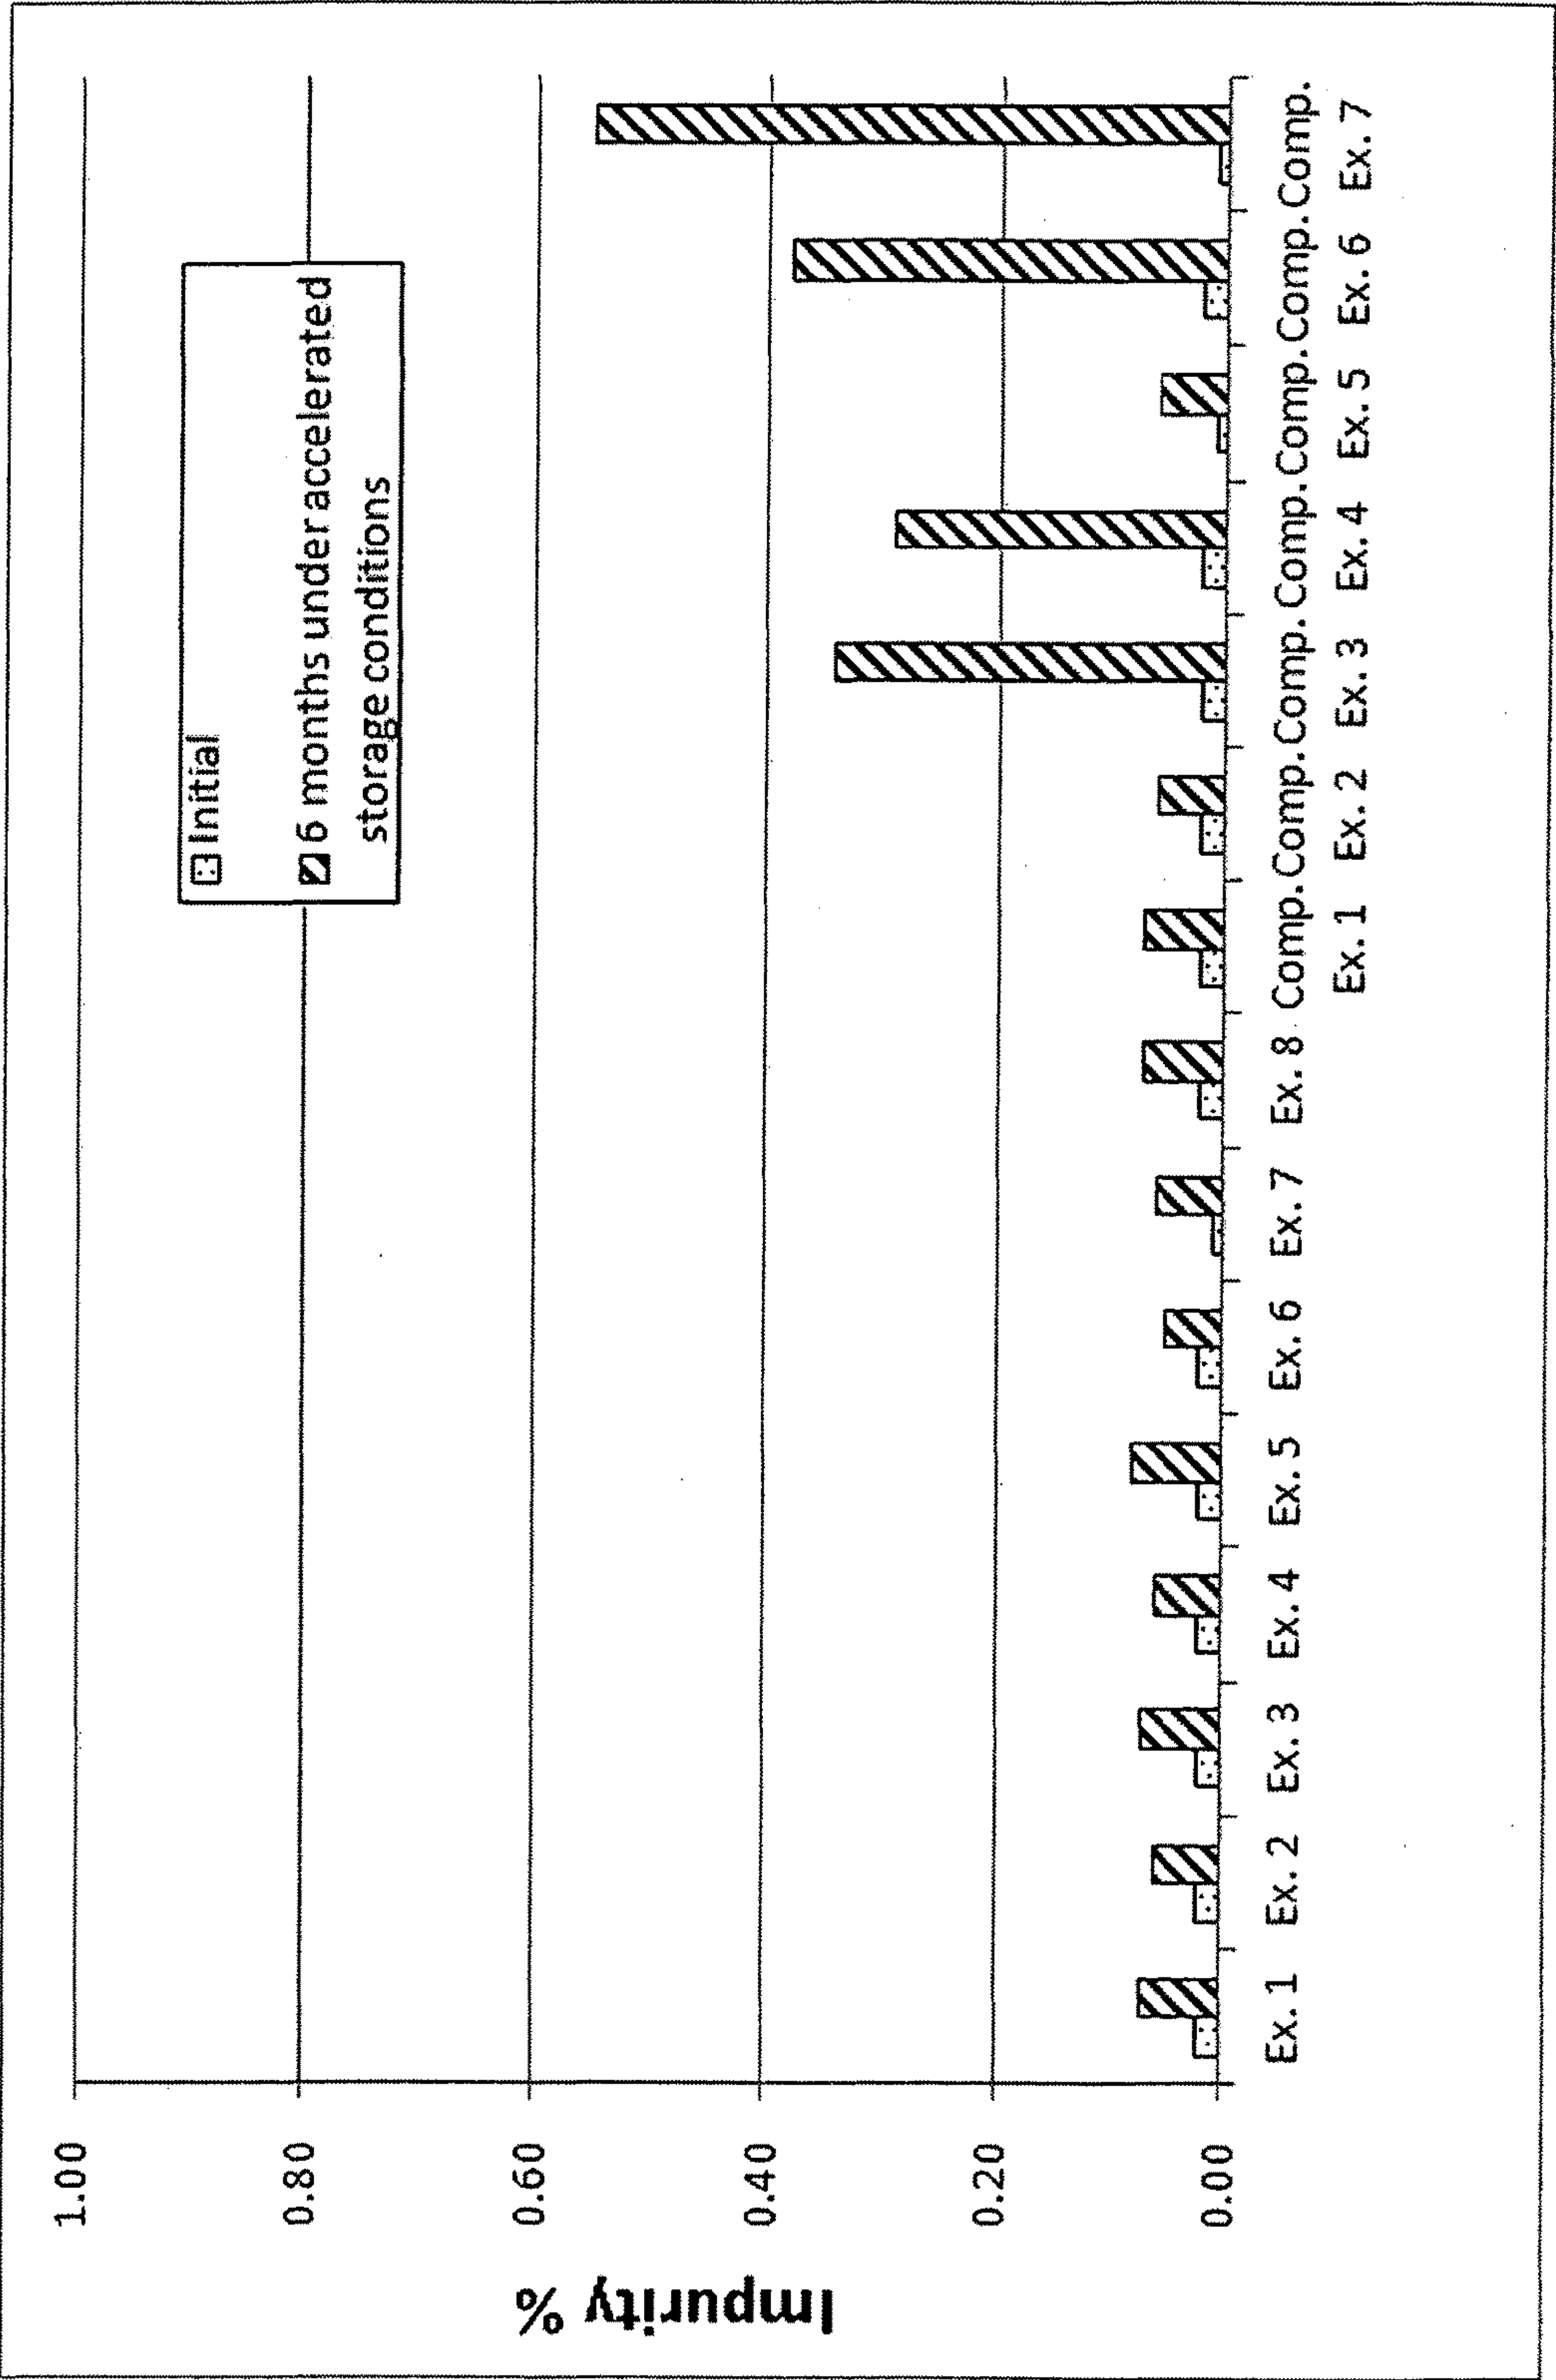 Impurity %
1.00
0.80
0.60
0.40
0.20
0.00
Initial
6 months under accelerated
storage conditions
Ex. 1 Ex. 2 Ex. 3 Ex. 4 Ex. 5 Ex. 6 Ex. 7 Ex. 8 Comp. Comp. Comp. Comp. Comp. Comp. Comp.
Ex. 1 Ex. 2 Ex. 3 Ex. 4 Ex. 5 Ex. 6 Ex. 7